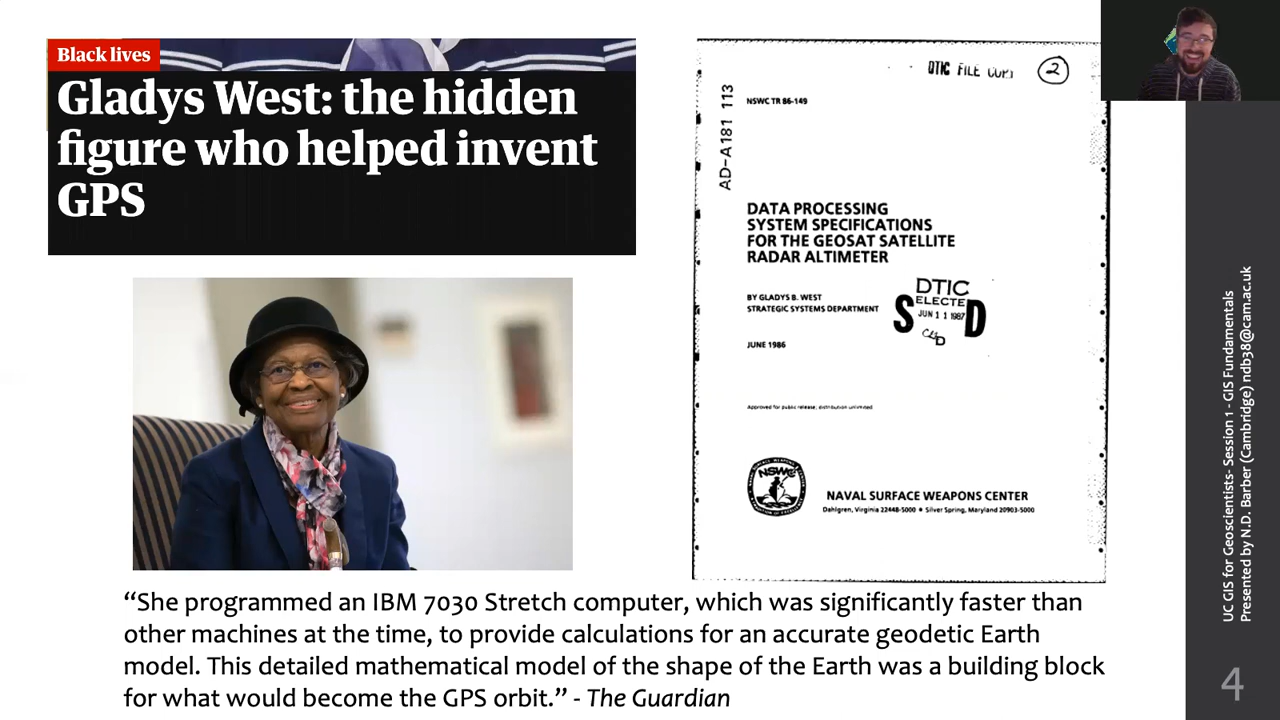 Black lives
Gladys West: the hidden
figure who helped invent
GPS
DTIC FILE COPY
2
AD-A181 113
NSWC TR 86-149
DATA PROCESSING
SYSTEM SPECIFICATIONS
FOR THE GEOSAT SATELLITE
RADAR ALTIMETER
BY GLADYS B. WEST
STRATEGIC SYSTEMS DEPARTMENT
DTIC
ELECTE
JUN 11 1987
S D
D
JUNE 1986
Approved for public release; distribution unlimited.
NSWC
NAVAL SURFACE WEAPONS CENTER
Dahlgren, Virginia 22448-5000 • Silver Spring, Maryland 20903-5000
“She programmed an IBM 7030 Stretch computer, which was significantly faster than
other machines at the time, to provide calculations for an accurate geodetic Earth
model. This detailed mathematical model of the shape of the Earth was a building block
for what would become the GPS orbit.” - The Guardian
UC GIS for Geoscientists- Session 1 - GIS Fundamentals
Presented by N.D. Barber (Cambridge) ndb38@cam.ac.uk
4